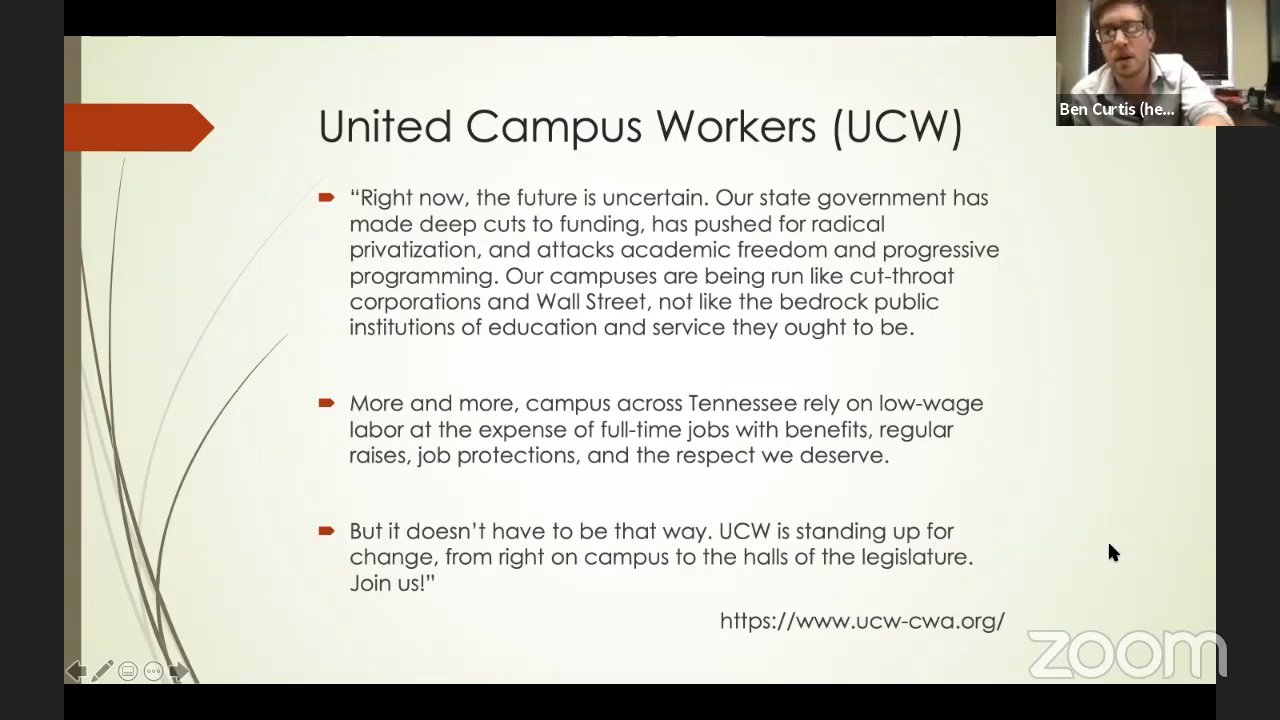 Ben Curtis (he...
United Campus Workers (UCW)
“Right now, the future is uncertain. Our state government has
made deep cuts to funding, has pushed for radical
privatization, and attacks academic freedom and progressive
programming. Our campuses are being run like cut-throat
corporations and Wall Street, not like the bedrock public
institutions of education and service they ought to be.
More and more, campus across Tennessee rely on low-wage
labor at the expense of full-time jobs with benefits, regular
raises, job protections, and the respect we deserve.
But it doesn’t have to be that way. UCW is standing up for
change, from right on campus to the halls of the legislature.
Join us!”
https://www.ucw-cwa.org/
zoom